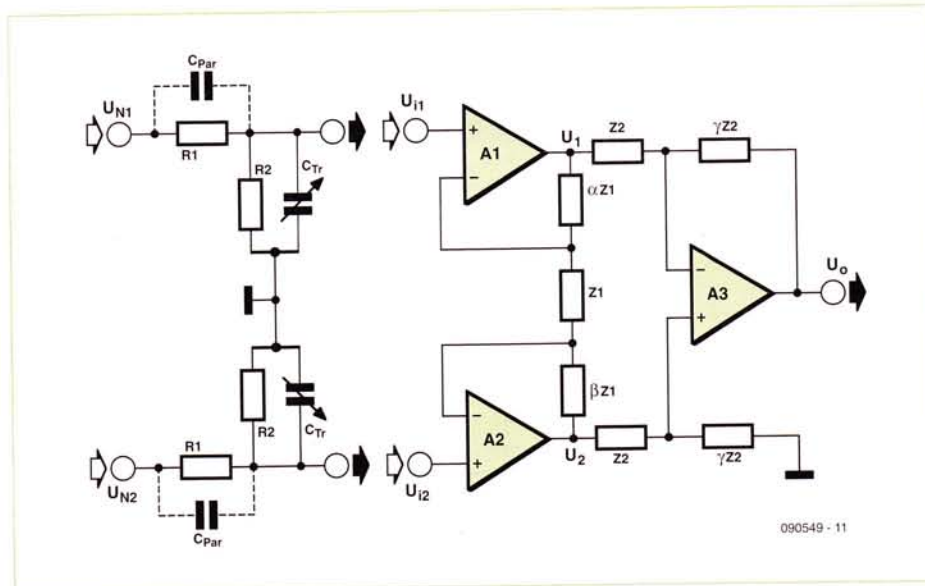 CPar
UN1
R1
R2
CTr
R2
CTr
R1
UN2
CPar
Ui1
+
A1
−
U1
Z2
γZ2
αZ1
Z1
−
A3
+
Uo
βZ1
−
A2
+
Ui2
U2
Z2
γZ2
090549 - 11